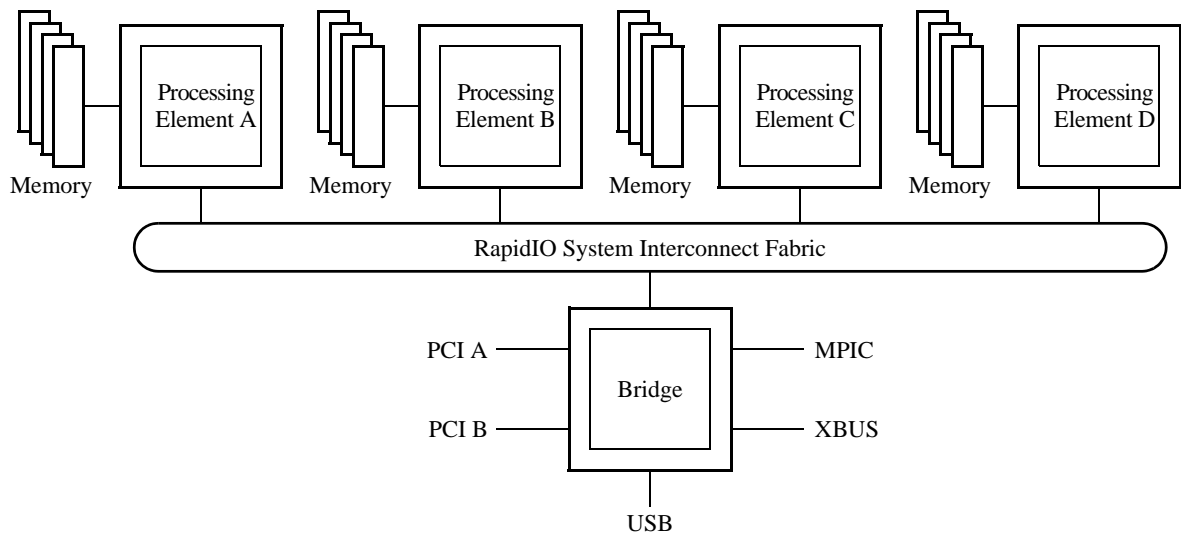 Processing
Element A
Processing
Element B
Processing
Element C
Processing
Element D
Memory
Memory
Memory
Memory
RapidIO System Interconnect Fabric
PCI A
MPIC
Bridge
PCI B
XBUS
USB